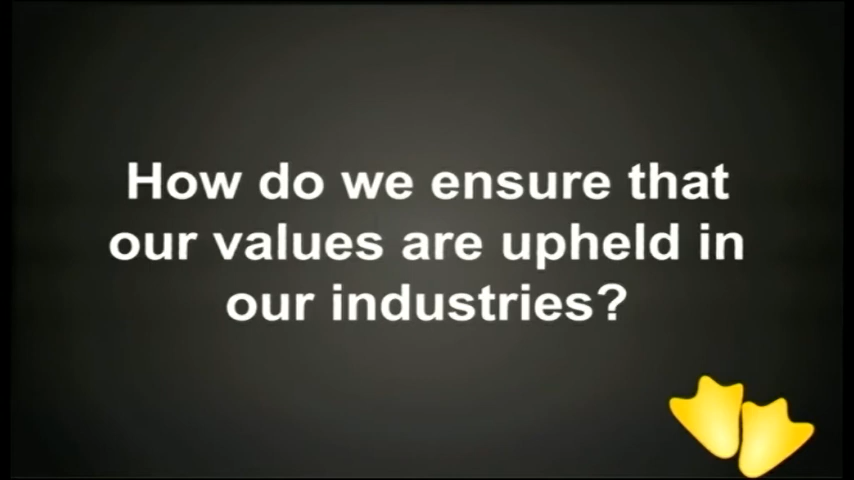 How do we ensure that
our values are upheld in
our industries?